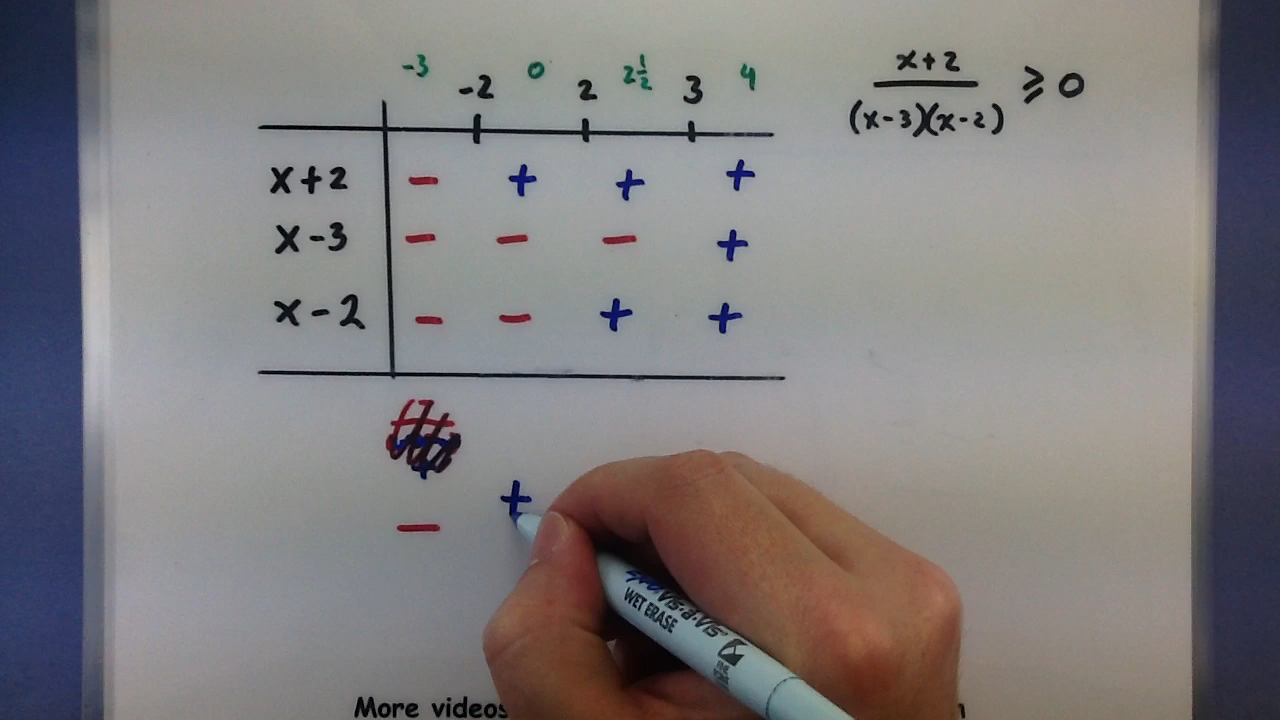 -3 -2 0 2 2½ 3 4
x+2 / (x-3)(x-2) ≥ 0
x+2 - + + +
x-3 - - - +
x-2 - - + +
- +
Vis-à-Vis
WET ERASE
More videos